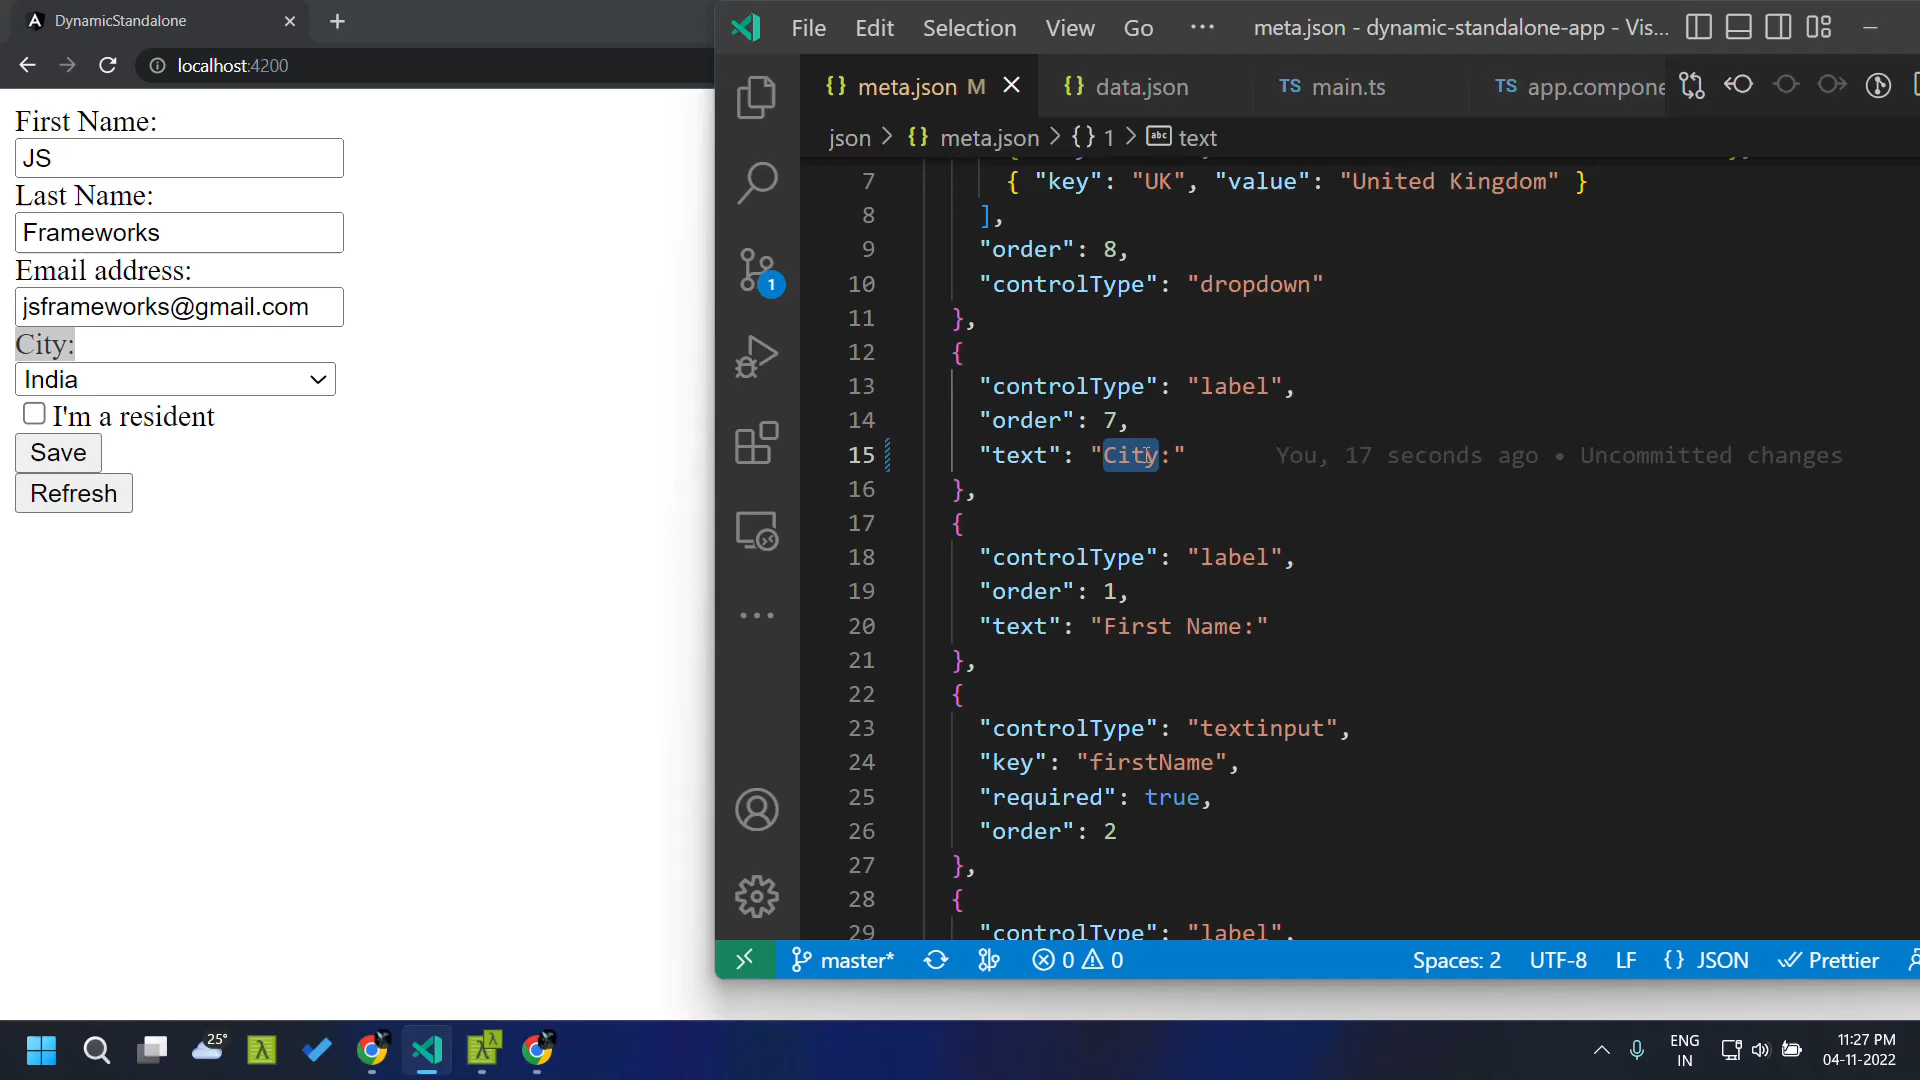 DynamicStandalone
localhost:4200
First Name:
JS
Last Name:
Frameworks
Email address:
jsframeworks@gmail.com
City:
India
I'm a resident
Save
Refresh
File Edit Selection View Go ··· meta.json - dynamic-standalone-app - Vis...
{} meta.json M {} data.json TS main.ts TS app.compone
json > {} meta.json > {} 1 > abc text
7 { "key": "UK", "value": "United Kingdom" }
8 ],
9 "order": 8,
10 "controlType": "dropdown"
11 },
12 {
13 "controlType": "label",
14 "order": 7,
15 "text": "City:" You, 17 seconds ago • Uncommitted changes
16 },
17 {
18 "controlType": "label",
19 "order": 1,
20 "text": "First Name:"
21 },
22 {
23 "controlType": "textinput",
24 "key": "firstName",
25 "required": true,
26 "order": 2
27 },
28 {
29 "controlType": "label",
1
master* 0 0 Spaces: 2 UTF-8 LF {} JSON Prettier
25°
ENG
IN
11:27 PM
04-11-2022